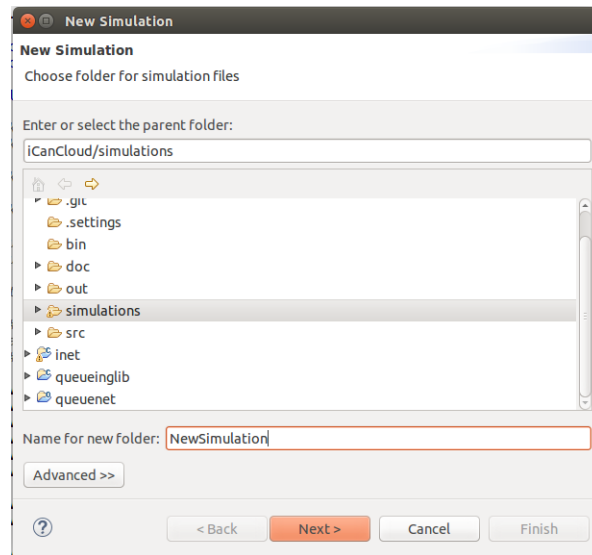 New Simulation
New Simulation
Choose folder for simulation files
Enter or select the parent folder:
iCanCloud/simulations
.git
.settings
bin
doc
out
simulations
src
inet
queueinglib
queuenet
Name for new folder: NewSimulation
Advanced >>
? < Back Next > Cancel Finish